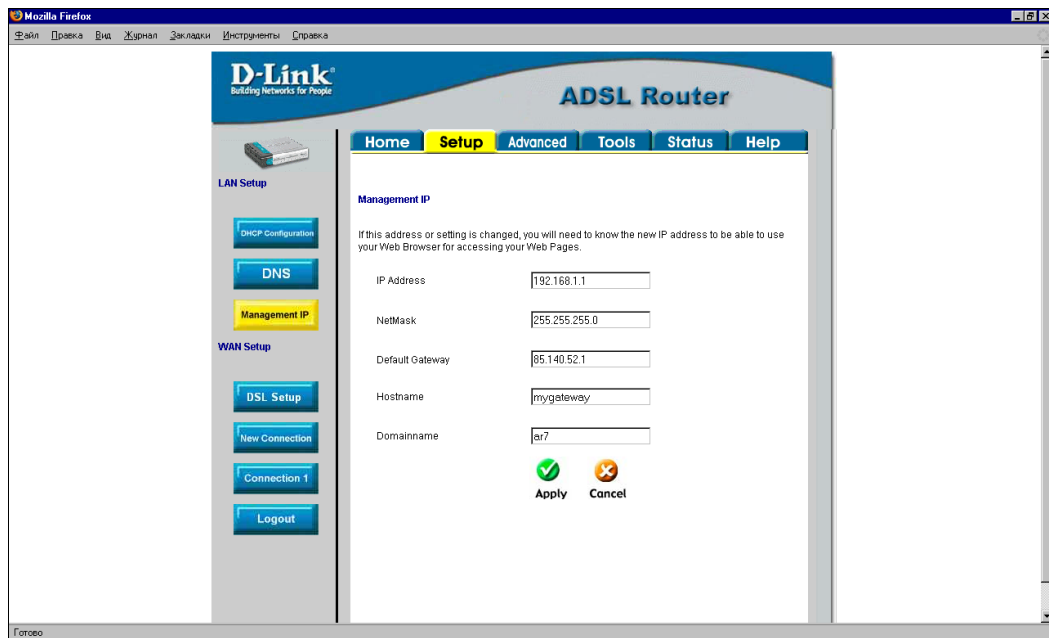 Mozilla Firefox
Файл Правка Вид Журнал Закладки Инструменты Справка
D-Link®
Building Networks for People
ADSL Router
Home Setup Advanced Tools Status Help
LAN Setup
DHCP Configuration
DNS
Management IP
WAN Setup
DSL Setup
New Connection
Connection 1
Logout
Management IP
If this address or setting is changed, you will need to know the new IP address to be able to use
your Web Browser for accessing your Web Pages.
IP Address 192.168.1.1
NetMask 255.255.255.0
Default Gateway 85.140.52.1
Hostname mygateway
Domainname ar7
Apply Cancel
Готово